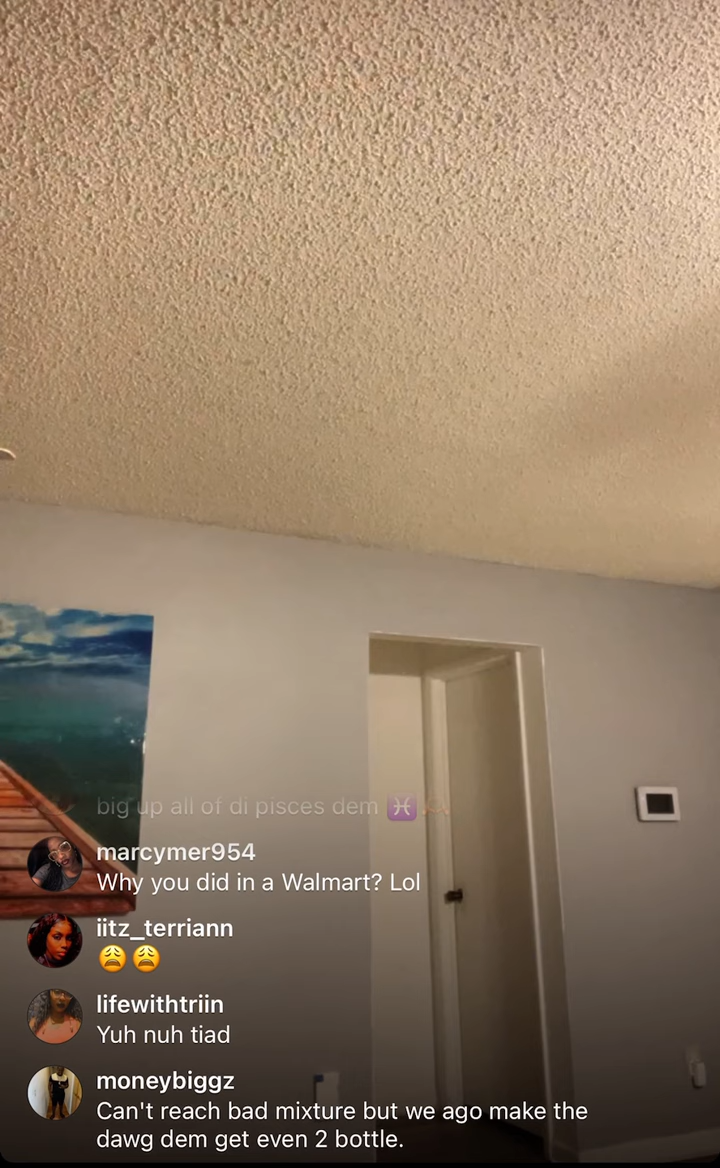 big up all of di pisces dem ♓
marcymer954
Why you did in a Walmart? Lol
iitz_terriann
😩😩
lifewithtriin
Yuh nuh tiad
moneybiggz
Can't reach bad mixture but we ago make the
dawg dem get even 2 bottle.